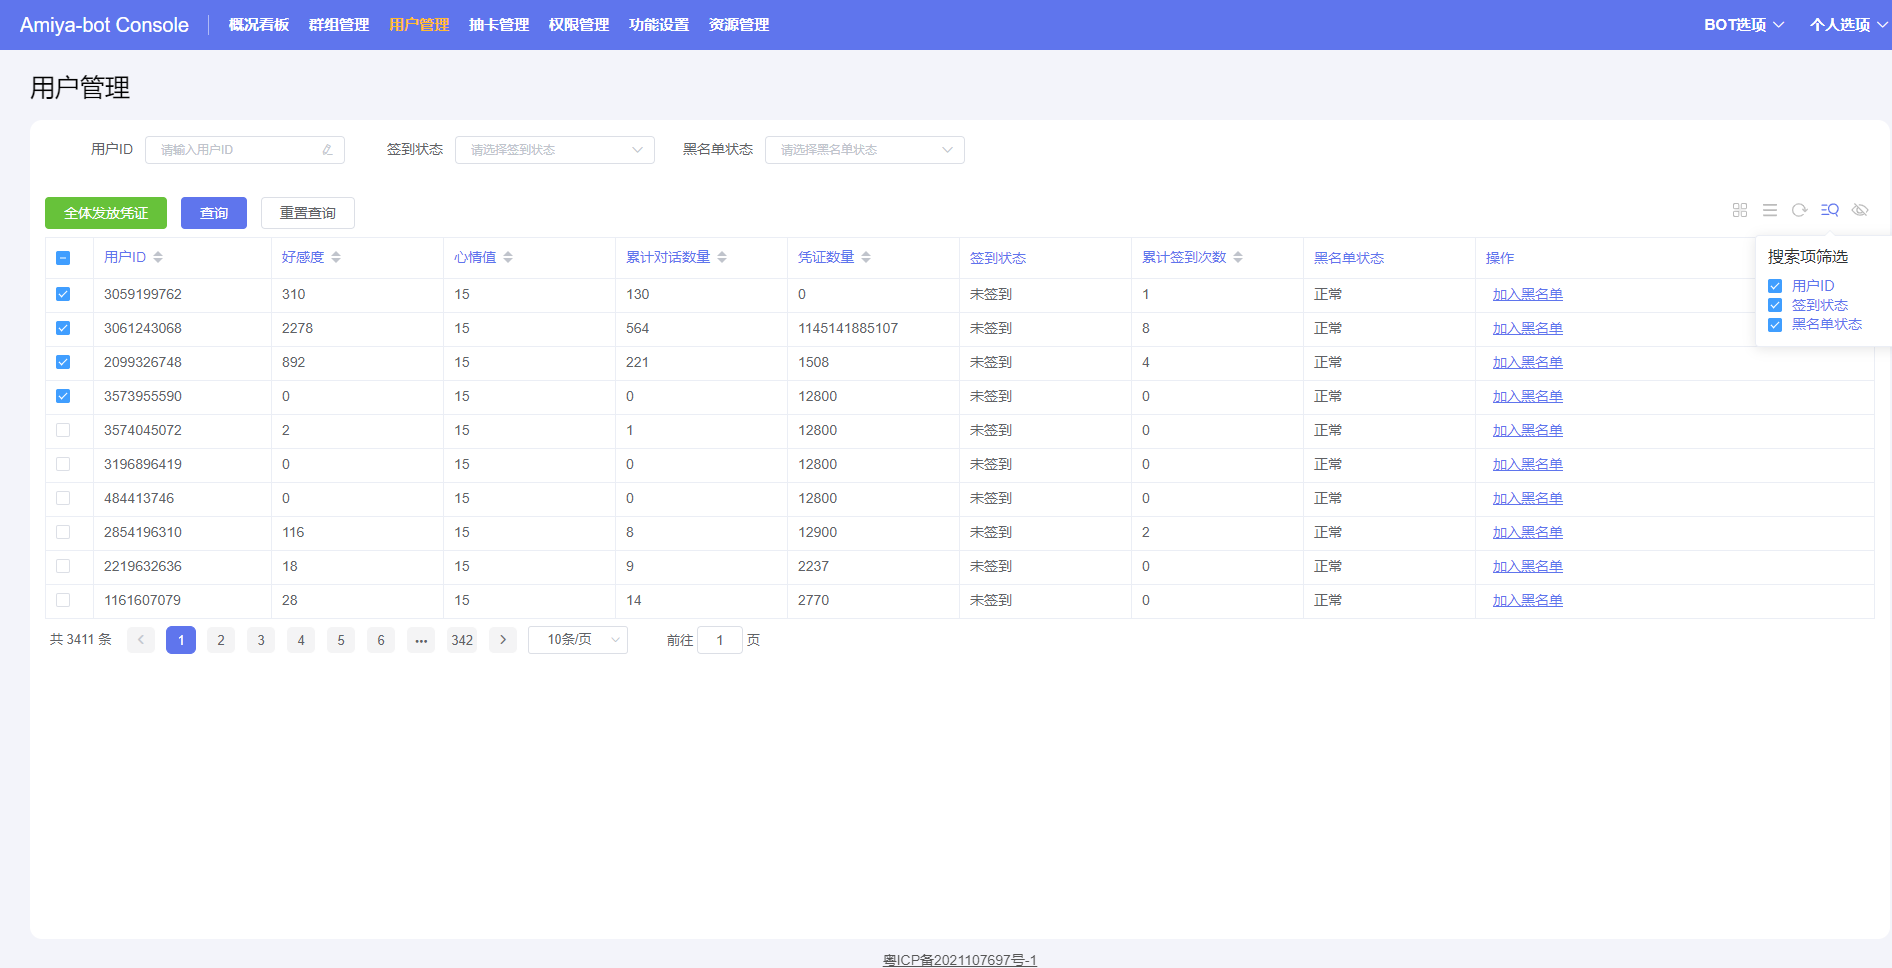 Amiya-bot Console 概况看板 群组管理 用户管理 抽卡管理 权限管理 功能设置 资源管理 BOT选项 个人选项
用户管理
用户ID 请输入用户ID 签到状态 请选择签到状态 黑名单状态 请选择黑名单状态
全体发放凭证 查询 重置查询
用户ID 好感度 心情值 累计对话数量 凭证数量 签到状态 累计签到次数 黑名单状态 操作
3059199762 310 15 130 0 未签到 1 正常 加入黑名单
3061243068 2278 15 564 1145141885107 未签到 8 正常 加入黑名单
2099326748 892 15 221 1508 未签到 4 正常 加入黑名单
3573955590 0 15 0 12800 未签到 0 正常 加入黑名单
3574045072 2 15 1 12800 未签到 0 正常 加入黑名单
3196896419 0 15 0 12800 未签到 0 正常 加入黑名单
484413746 0 15 0 12800 未签到 0 正常 加入黑名单
2854196310 116 15 8 12900 未签到 2 正常 加入黑名单
2219632636 18 15 9 2237 未签到 0 正常 加入黑名单
1161607079 28 15 14 2770 未签到 0 正常 加入黑名单
搜索项筛选
用户ID
签到状态
黑名单状态
共 3411 条 1 2 3 4 5 6 ••• 342 10条/页 前往 1 页
粤ICP备2021107697号-1